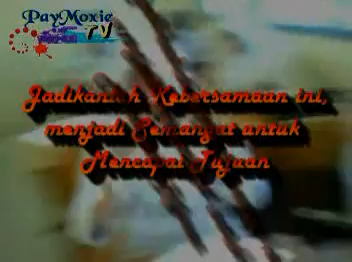 PayMoxie
TV
Jadikanlah Kebersamaan ini,
menjadi Semangat untuk
Mencapai Tujuan